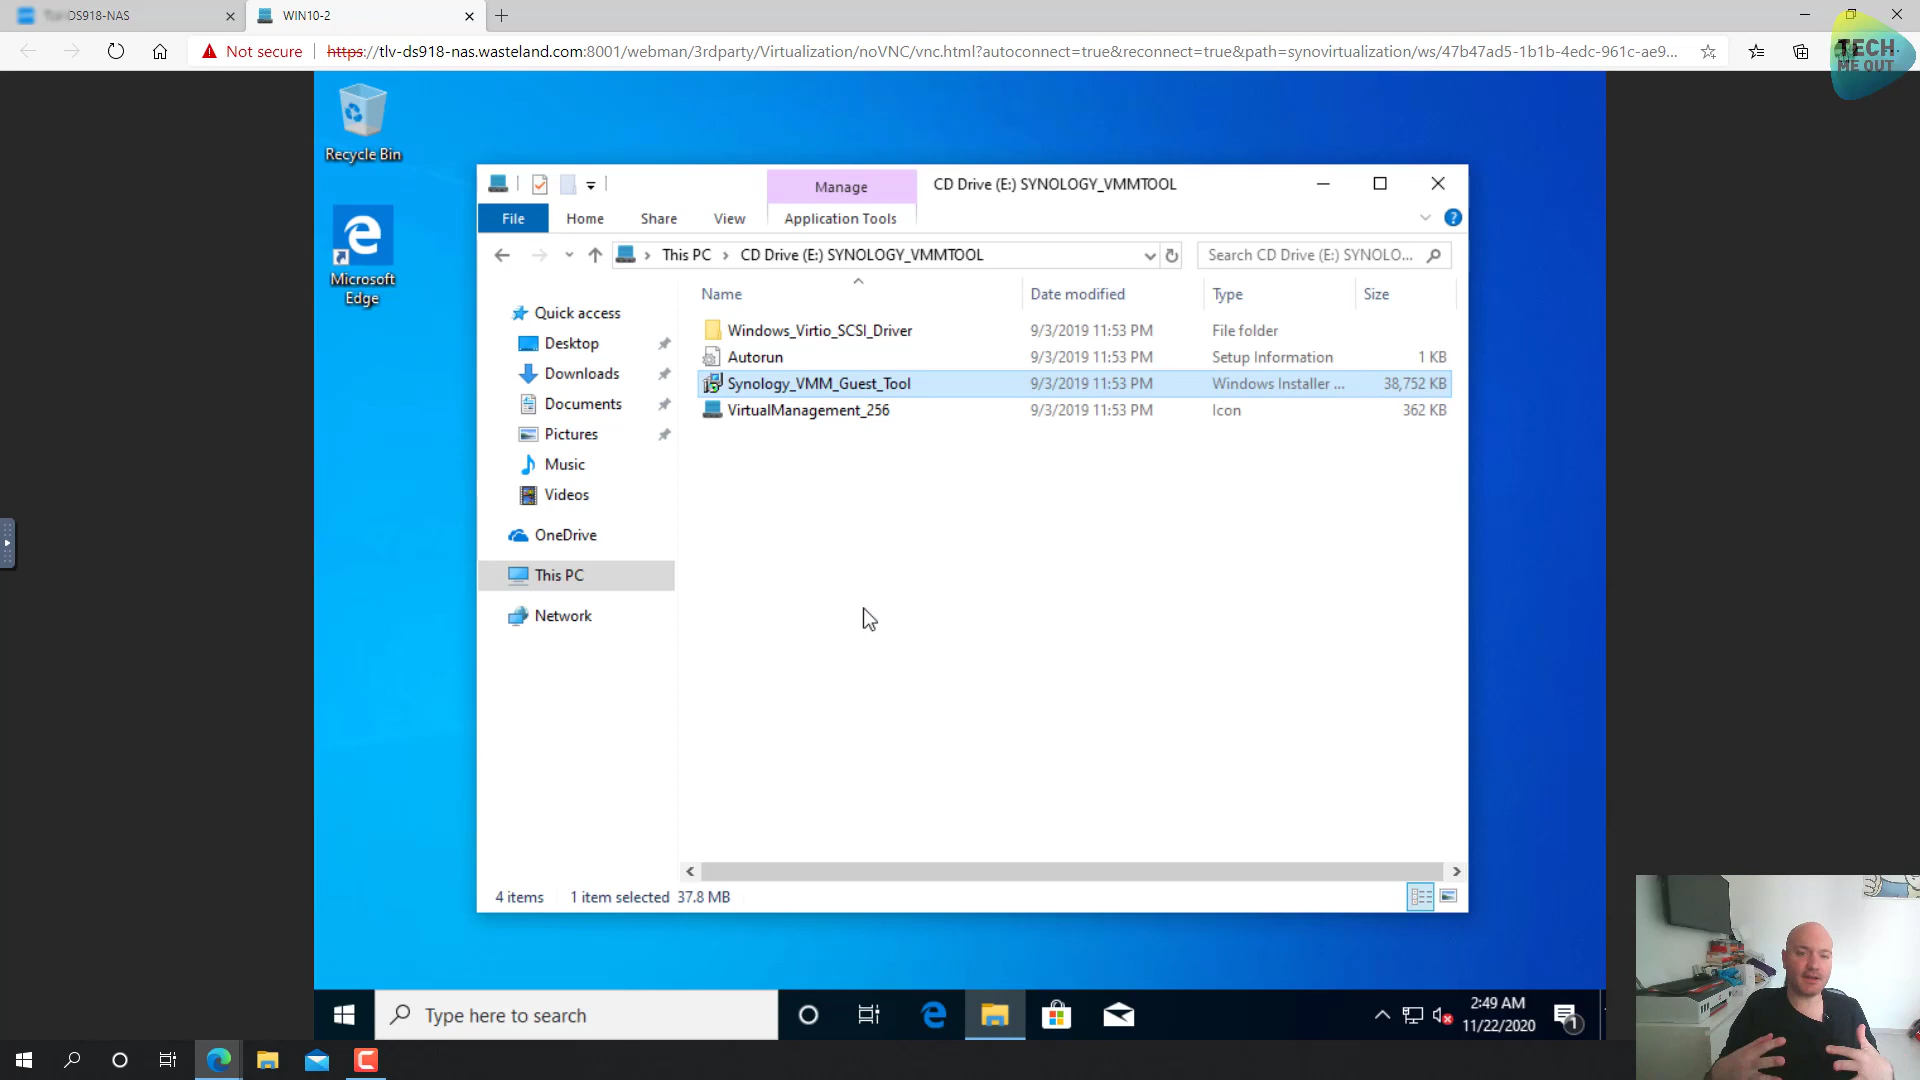 DS918-NAS
WIN10-2
Not secure
https://tlv-ds918-nas.wasteland.com:8001/webman/3rdparty/Virtualization/noVNC/vnc.html?autoconnect=true&reconnect=true&path=synovirtualization/ws/47b47ad5-1b1b-4edc-961c-ae9...
TECH
ME OUT
Recycle Bin
Microsoft
Edge
Manage
CD Drive (E:) SYNOLOGY_VMMTOOL
File
Home
Share
View
Application Tools
This PC
CD Drive (E:) SYNOLOGY_VMMTOOL
Search CD Drive (E:) SYNOLO...
Name
Date modified
Type
Size
Windows_Virtio_SCSI_Driver 9/3/2019 11:53 PM File folder
Autorun 9/3/2019 11:53 PM Setup Information 1 KB
Synology_VMM_Guest_Tool 9/3/2019 11:53 PM Windows Installer ... 38,752 KB
VirtualManagement_256 9/3/2019 11:53 PM Icon 362 KB
Quick access
Desktop
Downloads
Documents
Pictures
Music
Videos
OneDrive
This PC
Network
4 items 1 item selected 37.8 MB
Type here to search
2:49 AM
11/22/2020
1